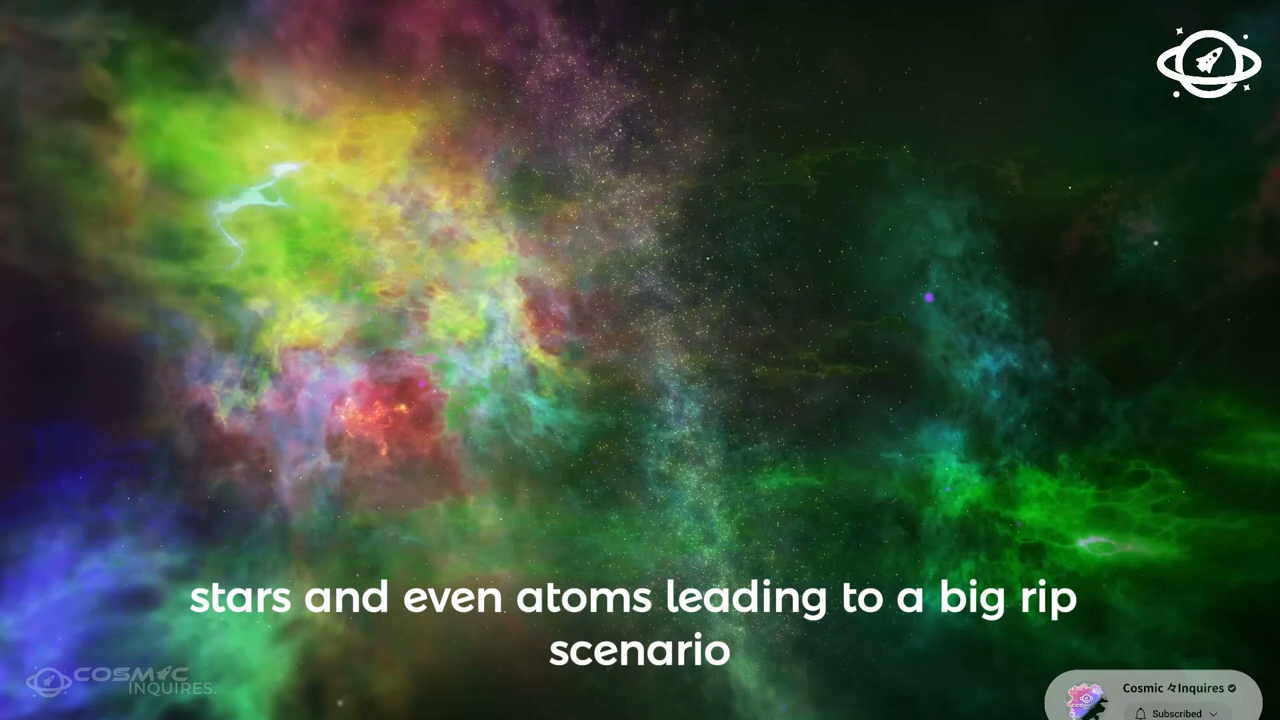 stars and even atoms leading to a big rip
scenario
COSMIC
INQUIRES.
Cosmic Inquires
Subscribed